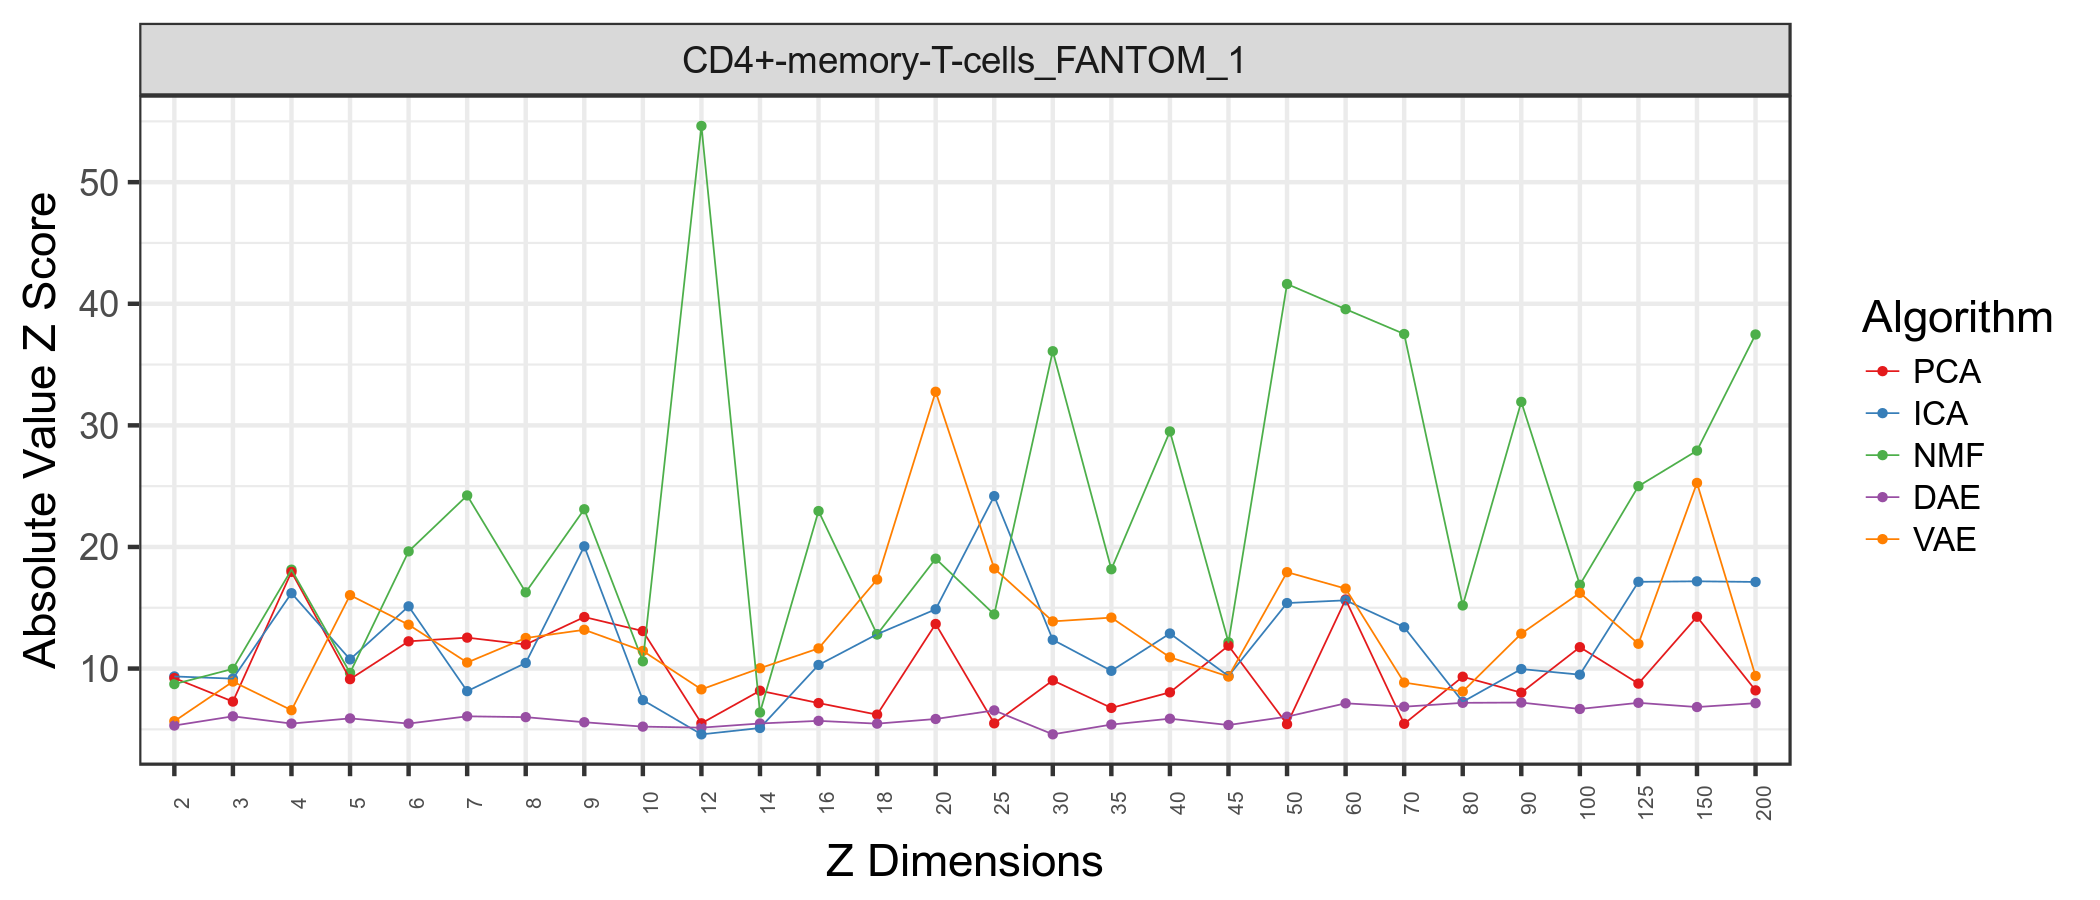 CD4+-memory-T-cells_FANTOM_1
Absolute Value Z Score
50
40
30
20
10
2 3 4 5 6 7 8 9 10 12 14 16 18 20 25 30 35 40 45 50 60 70 80 90 100 125 150 200
Z Dimensions
Algorithm
PCA
ICA
NMF
DAE
VAE